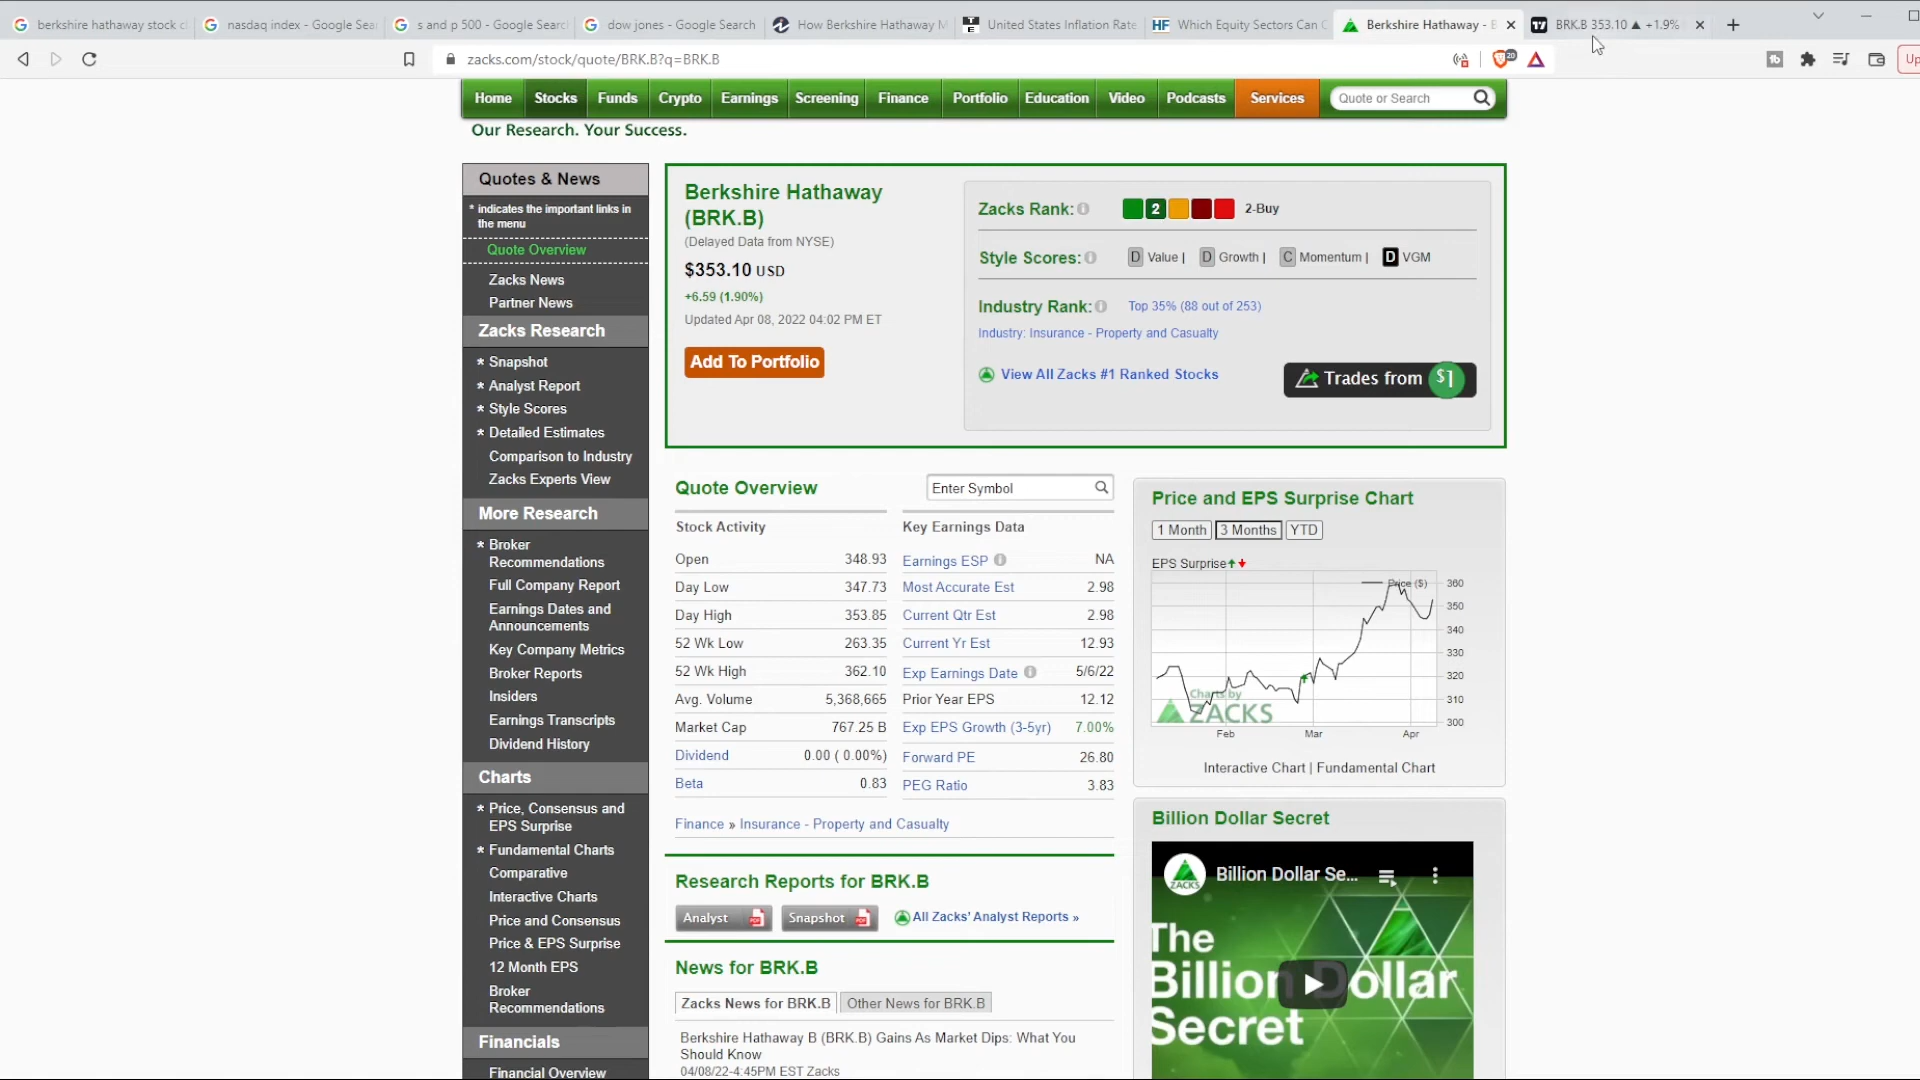 berkshire hathaway stock c
nasdaq index - Google Sear
s and p 500 - Google Search
dow jones - Google Search
How Berkshire Hathaway M
United States Inflation Rate
Which Equity Sectors Can C
Berkshire Hathaway - B
BRK.B 353.10 ▲ +1.9%
zacks.com/stock/quote/BRK.B?q=BRK.B
20
Up
Home
Stocks
Funds
Crypto
Earnings
Screening
Finance
Portfolio
Education
Video
Podcasts
Services
Quote or Search
Our Research. Your Success.
Quotes & News
* indicates the important links in
the menu
Quote Overview
Zacks News
Partner News
Zacks Research
* Snapshot
* Analyst Report
* Style Scores
* Detailed Estimates
Comparison to Industry
Zacks Experts View
More Research
* Broker
Recommendations
Full Company Report
Earnings Dates and
Announcements
Key Company Metrics
Broker Reports
Insiders
Earnings Transcripts
Dividend History
Charts
* Price, Consensus and
EPS Surprise
* Fundamental Charts
Comparative
Interactive Charts
Price and Consensus
Price & EPS Surprise
12 Month EPS
Broker
Recommendations
Financials
Financial Overview
Berkshire Hathaway
(BRK.B)
(Delayed Data from NYSE)
$353.10 USD
+6.59 (1.90%)
Updated Apr 08, 2022 04:02 PM ET
Add To Portfolio
Zacks Rank: 2 2-Buy
Style Scores: D Value | D Growth | C Momentum | D VGM
Industry Rank: Top 35% (88 out of 253)
Industry: Insurance - Property and Casualty
View All Zacks #1 Ranked Stocks
Trades from $1
Quote Overview
Enter Symbol
Stock Activity
Open 348.93
Day Low 347.73
Day High 353.85
52 Wk Low 263.35
52 Wk High 362.10
Avg. Volume 5,368,665
Market Cap 767.25 B
Dividend 0.00 ( 0.00%)
Beta 0.83
Key Earnings Data
Earnings ESP NA
Most Accurate Est 2.98
Current Qtr Est 2.98
Current Yr Est 12.93
Exp Earnings Date 5/6/22
Prior Year EPS 12.12
Exp EPS Growth (3-5yr) 7.00%
Forward PE 26.80
PEG Ratio 3.83
Finance » Insurance - Property and Casualty
Research Reports for BRK.B
Analyst
Snapshot
All Zacks' Analyst Reports »
News for BRK.B
Zacks News for BRK.B
Other News for BRK.B
Berkshire Hathaway B (BRK.B) Gains As Market Dips: What You
Should Know
04/08/22-4:45PM EST Zacks
Price and EPS Surprise Chart
1 Month
3 Months
YTD
EPS Surprise
Price ($)
360
350
340
330
320
310
300
Charts by
ZACKS
Feb
Mar
Apr
Interactive Chart | Fundamental Chart
Billion Dollar Secret
ZACKS
Billion Dollar Se...
The
Billion Dollar
Secret